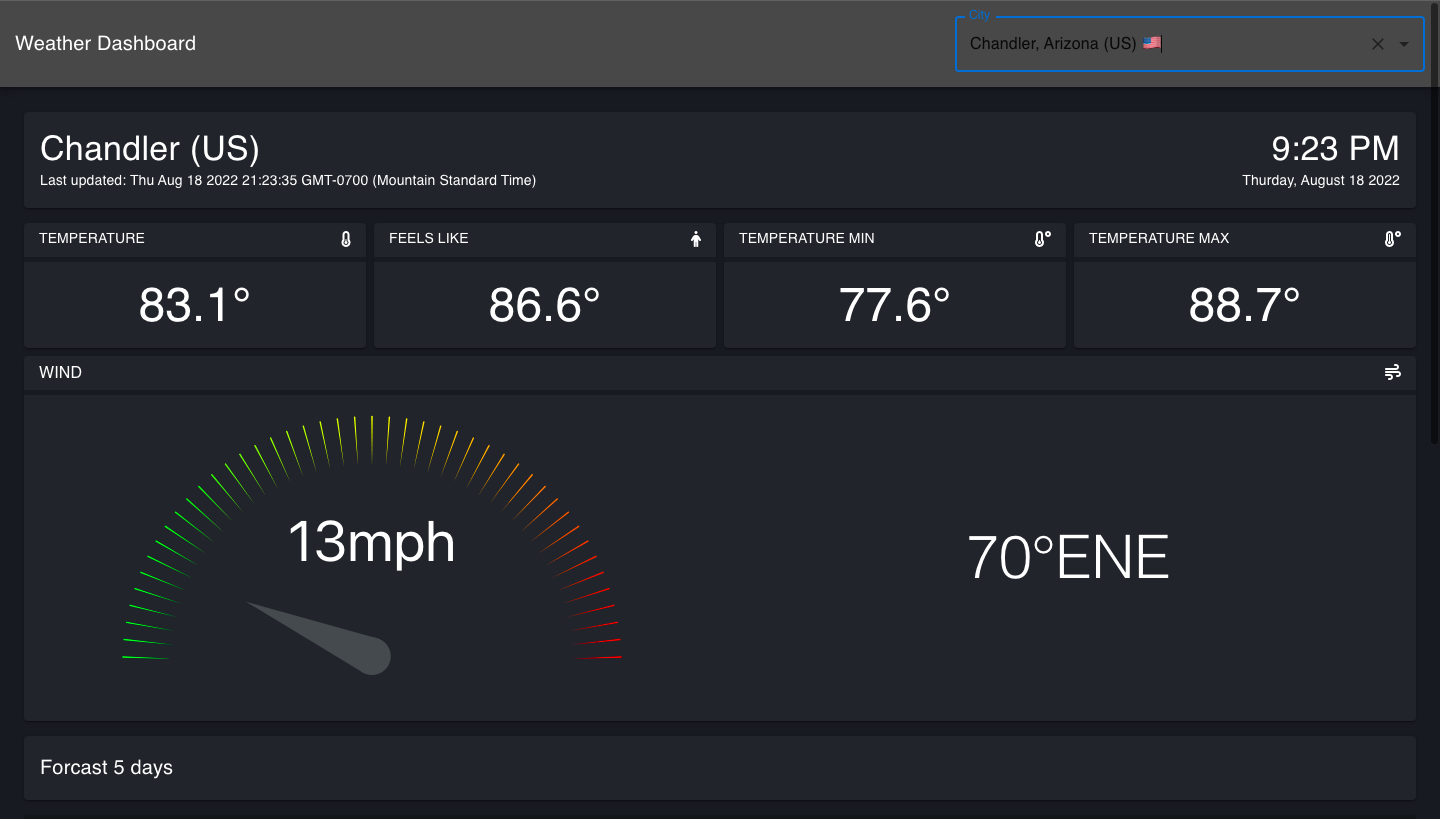 City
Weather Dashboard
Chandler, Arizona (US) 🇺🇸
Chandler (US)
9:23 PM
Last updated: Thu Aug 18 2022 21:23:35 GMT-0700 (Mountain Standard Time)
Thurday, August 18 2022
TEMPERATURE
FEELS LIKE
TEMPERATURE MIN
TEMPERATURE MAX
83.1°
86.6°
77.6°
88.7°
WIND
13mph
70°ENE
Forcast 5 days